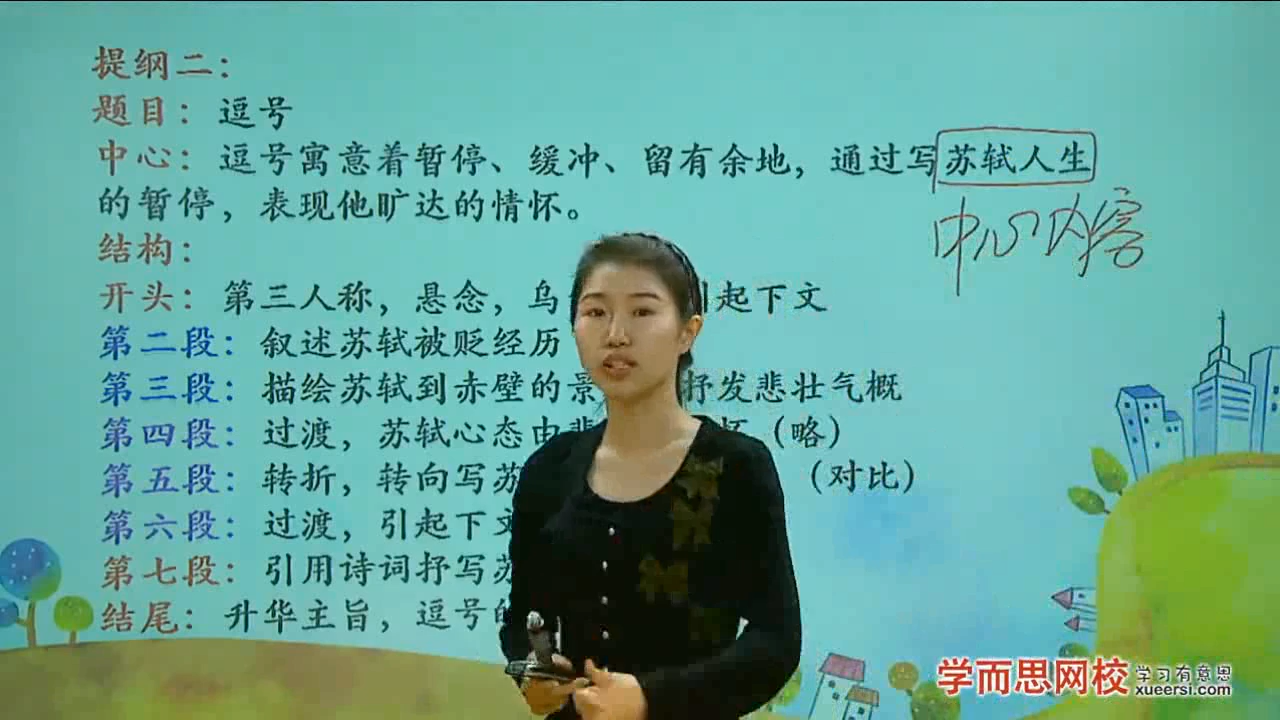 提纲二：
题目：逗号
中心：逗号寓意着暂停、缓冲、留有余地，通过写苏轼人生
的暂停，表现他旷达的情怀。
中心内容
结构：
开头：第三人称，悬念，乌 引起下文
第二段：叙述苏轼被贬经历
第三段：描绘苏轼到赤壁的景 抒发悲壮气概
第四段：过渡，苏轼心态由悲 怀（略）
第五段：转折，转向写苏 （对比）
第六段：过渡，引起下文
第七段：引用诗词抒写苏
结尾：升华主旨，逗号的
学而思网校 学习有意思
xueersi.com